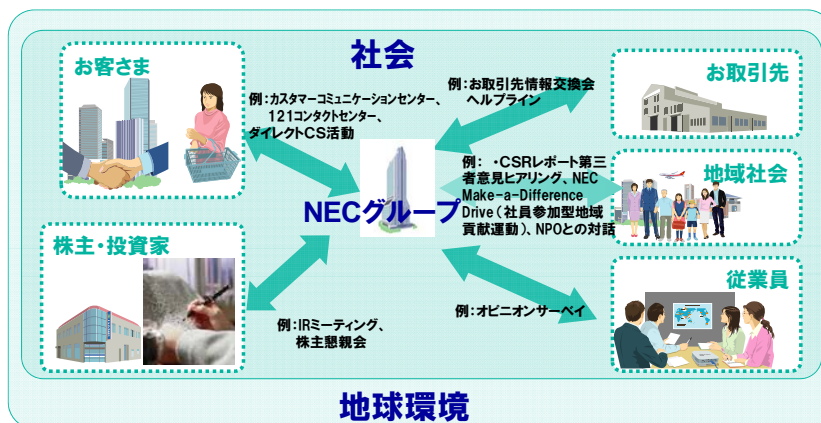 社会
お客さま
例:カスタマーコミュニケーションセンター、
121コンタクトセンター、
ダイレクトCS活動
例:お取引先情報交換会
ヘルプライン
お取引先
NECグループ
例: ・CSRレポート第三
者意見ヒアリング、NEC
Make-a-Difference
Drive(社員参加型地域
貢献運動)、NPOとの対話
地域社会
株主・投資家
例:IRミーティング、
株主懇親会
例:オピニオンサーベイ
従業員
地球環境